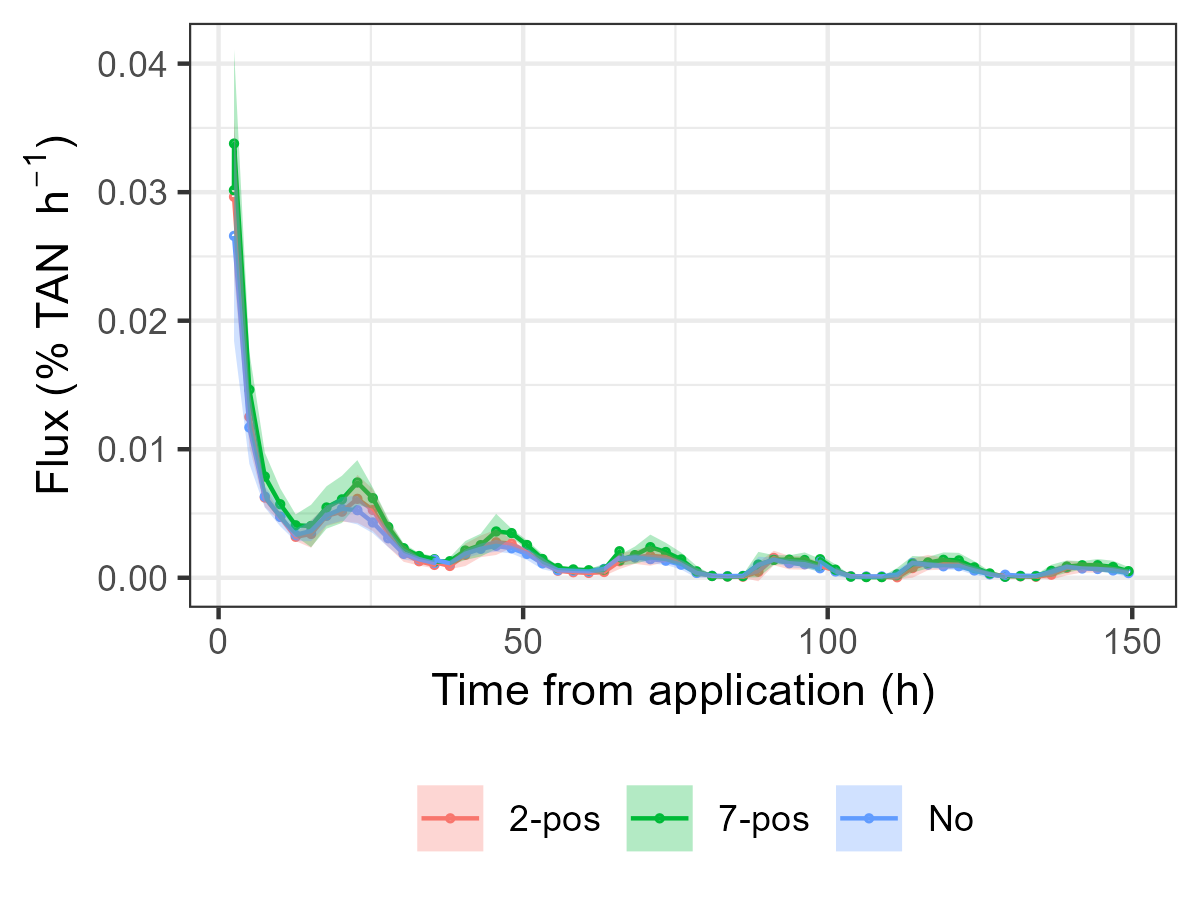 Flux (% TAN h⁻¹)
0.04
0.03
0.02
0.01
0.00
0 50 100 150
Time from application (h)
2-pos 7-pos No